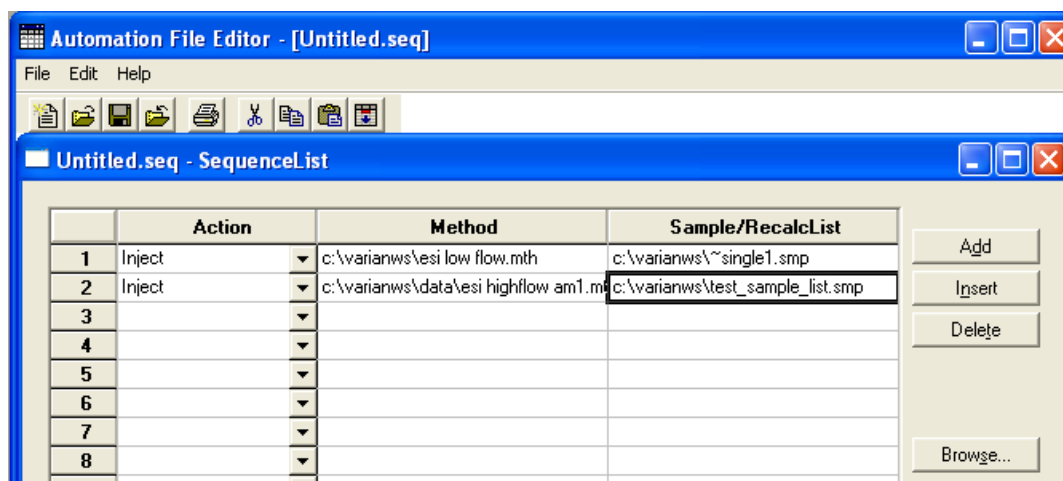 Automation File Editor - [Untitled.seq]
File Edit Help
Untitled.seq - SequenceList
Action Method Sample/RecalcList
1 Inject c:\varianws\esi low flow.mth c:\varianws\~single1.smp
2 Inject c:\varianws\data\esi highflow am1.m c:\varianws\test_sample_list.smp
3
4
5
6
7
8
Add
Insert
Delete
Browse...